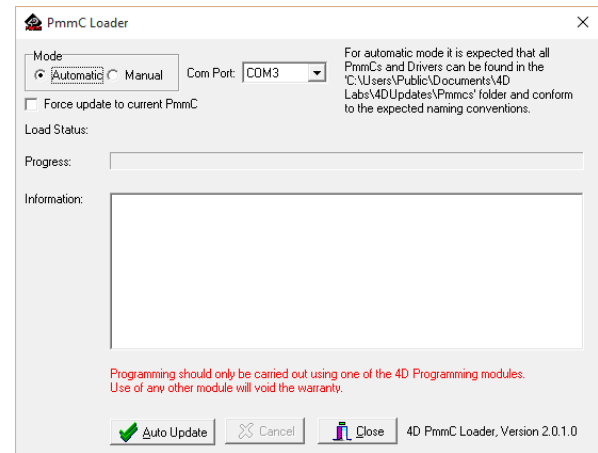 PmmC Loader
Mode
Automatic Manual
Com Port: COM3
For automatic mode it is expected that all
PmmCs and Drivers can be found in the
'C:\Users\Public\Documents\4D
Labs\4DUpdates\Pmmcs' folder and conform
to the expected naming conventions.
Force update to current PmmC
Load Status:
Progress:
Information:
Programming should only be carried out using one of the 4D Programming modules.
Use of any other module will void the warranty.
Auto Update Cancel Close 4D PmmC Loader, Version 2.0.1.0